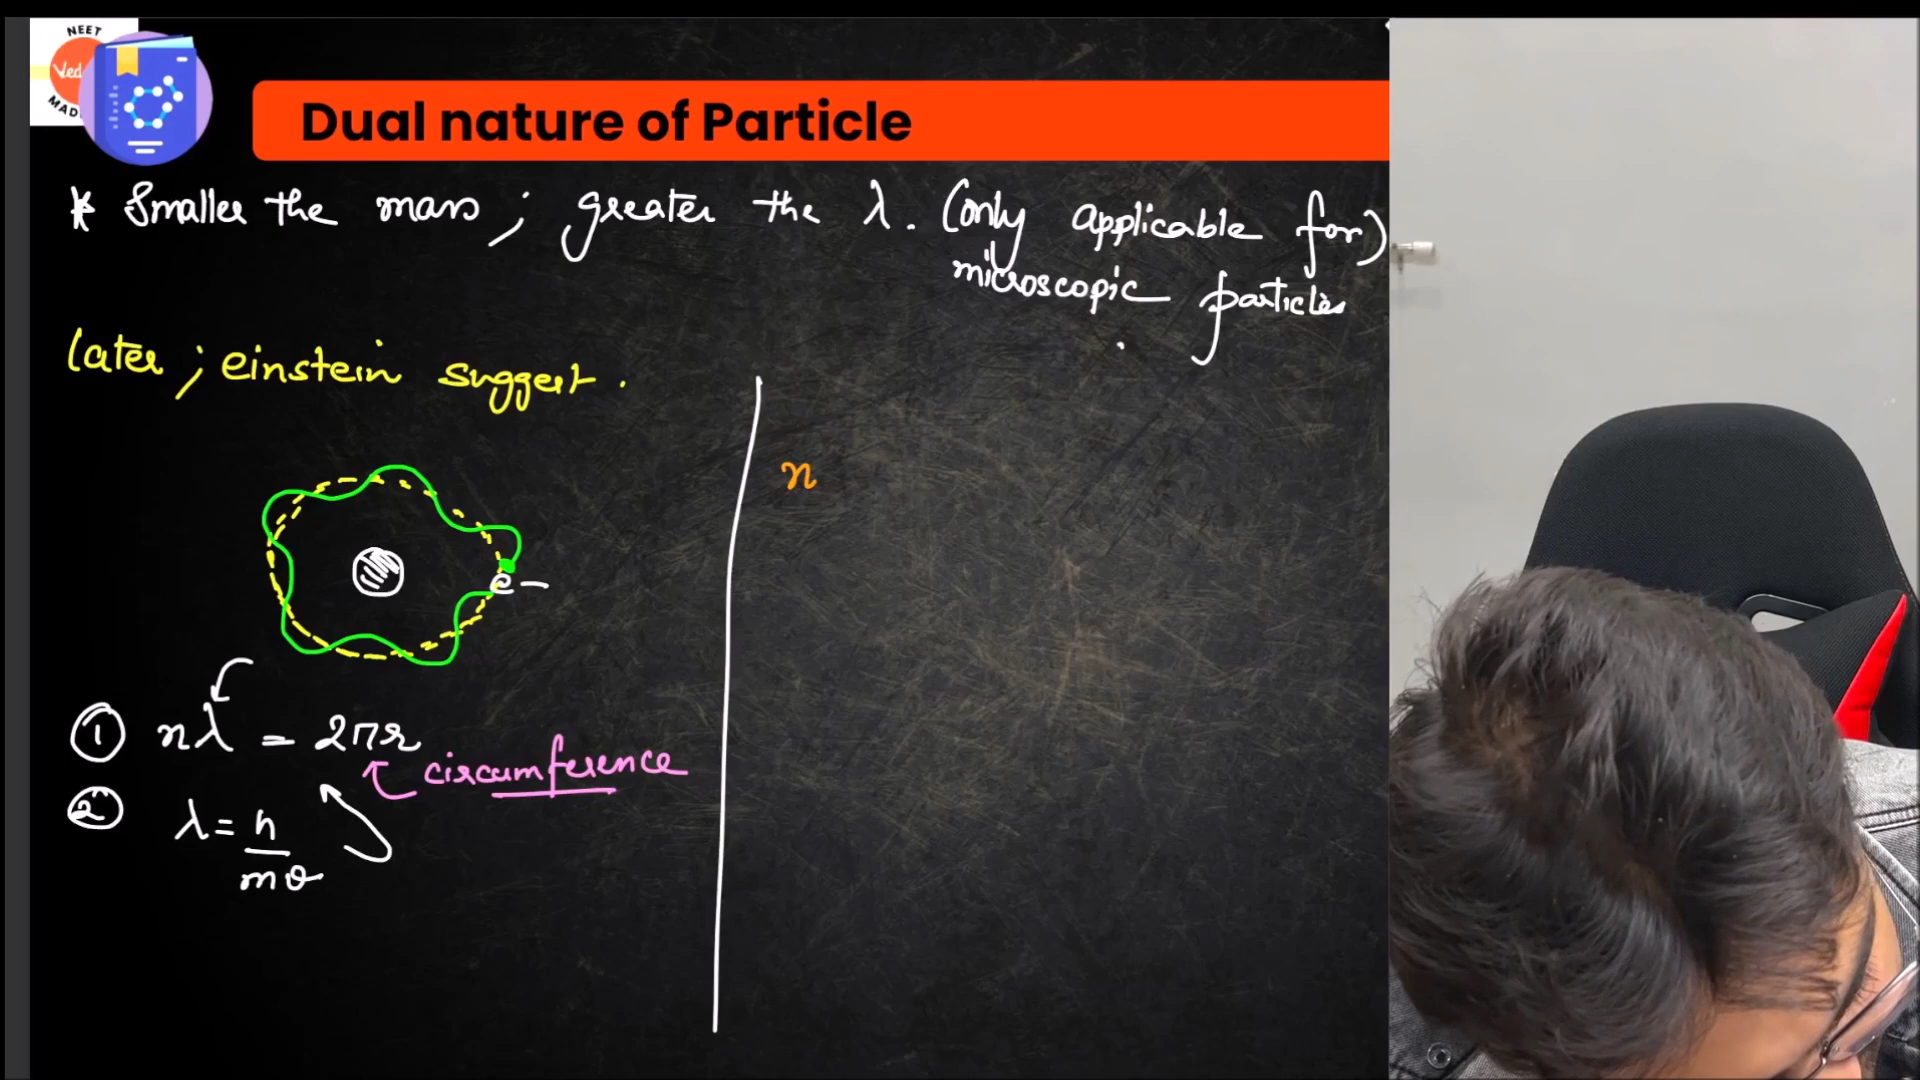 NEET
Ved
MAD
Dual nature of Particle
* Smaller the mass ; greater the λ . (only applicable for)
microscopic particles
.
later ; einstein suggest .
n
e-
① nλ = 2πr
circumference
② λ = h
mv